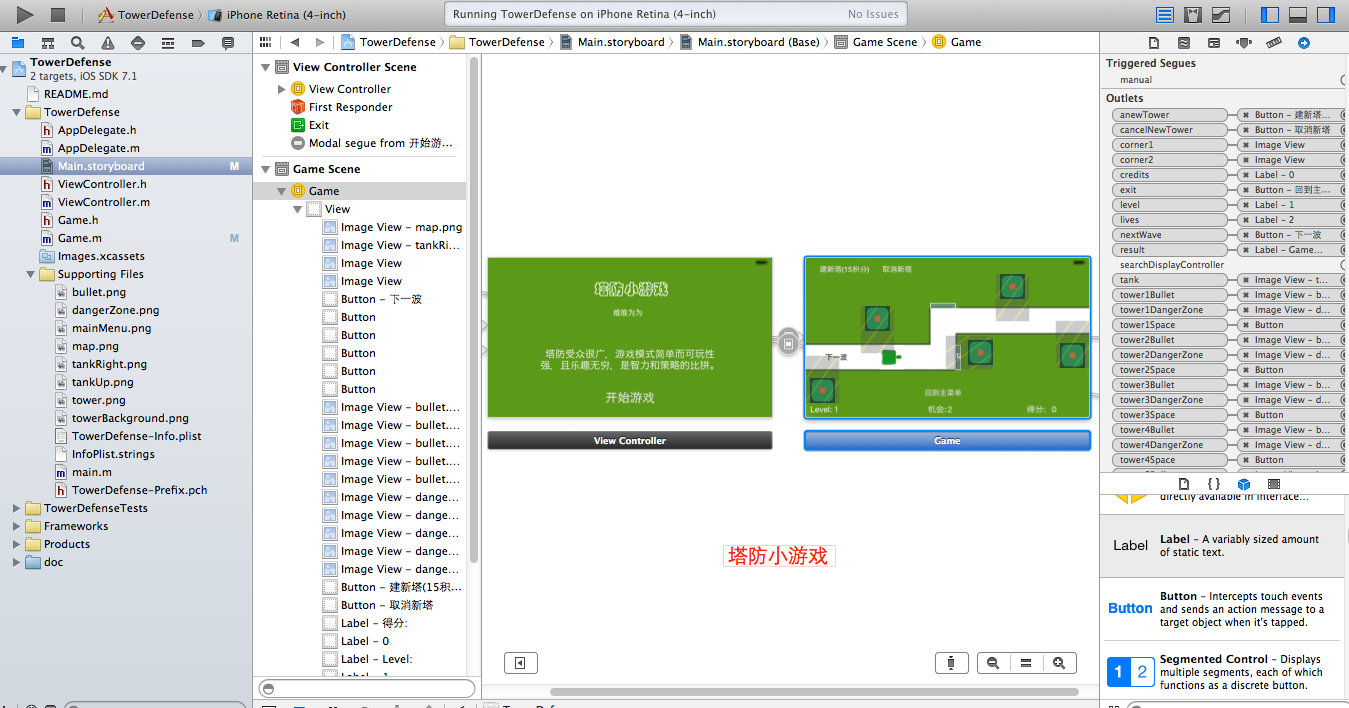 TowerDefense
iPhone Retina (4-inch)
Running TowerDefense on iPhone Retina (4-inch)
No Issues
TowerDefense
TowerDefense
Main.storyboard
Main.storyboard (Base)
Game Scene
Game
TowerDefense
2 targets, iOS SDK 7.1
README.md
TowerDefense
AppDelegate.h
AppDelegate.m
Main.storyboard
M
ViewController.h
ViewController.m
Game.h
Game.m
M
Images.xcassets
Supporting Files
bullet.png
dangerZone.png
mainMenu.png
map.png
tankRight.png
tankUp.png
tower.png
towerBackground.png
TowerDefense-Info.plist
InfoPlist.strings
main.m
TowerDefense-Prefix.pch
TowerDefenseTests
Frameworks
Products
doc
View Controller Scene
View Controller
First Responder
Exit
Modal segue from 开始游...
Game Scene
Game
View
Image View - map.png
Image View - tankRi...
Image View
Image View
Button - 下一波
Button
Button
Button
Button
Button
Image View - bullet....
Image View - bullet....
Image View - bullet....
Image View - bullet....
Image View - bullet....
Image View - dange...
Image View - dange...
Image View - dange...
Image View - dange...
Image View - dange...
Button - 建新塔(15积...
Button - 取消新塔
Label - 得分:
Label - 0
Label - Level:
塔防小游戏
维唯为为
塔防受众很广，游戏模式简单而可玩性
强，且乐趣无穷，是智力和策略的比拼。
开始游戏
View Controller
建新塔(15积分)
取消新塔
下一波
回到主菜单
Level: 1
机会: 2
得分: 0
Game
塔防小游戏
Triggered Segues
manual
Outlets
anewTower
Button - 建新塔...
cancelNewTower
Button - 取消新塔
corner1
Image View
corner2
Image View
credits
Label - 0
exit
Button - 回到主...
level
Label - 1
lives
Label - 2
nextWave
Button - 下一波
result
Label - Game...
searchDisplayController
tank
Image View - t...
tower1Bullet
Image View - b...
tower1DangerZone
Image View - d...
tower1Space
Button
tower2Bullet
Image View - b...
tower2DangerZone
Image View - d...
tower2Space
Button
tower3Bullet
Image View - b...
tower3DangerZone
Image View - d...
tower3Space
Button
tower4Bullet
Image View - b...
tower4DangerZone
Image View - d...
tower4Space
Button
directly available in Interface...
Label
Label - A variably sized amount
of static text.
Button
Button - Intercepts touch events
and sends an action message to a
target object when it's tapped.
1 2
Segmented Control - Displays
multiple segments, each of which
functions as a discrete button.